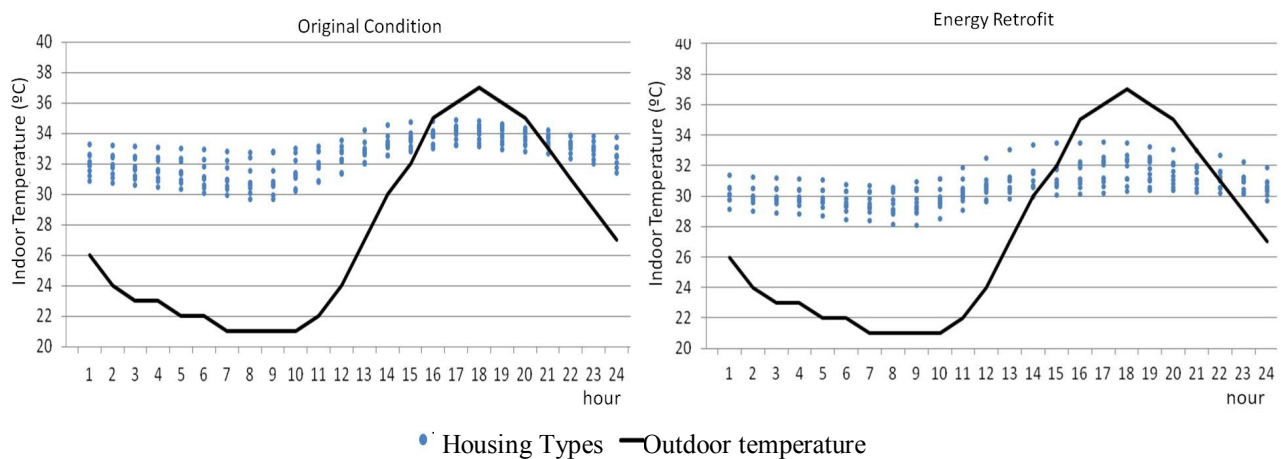 Original Condition
Indoor Temperature (ºC)
40
38
36
34
32
30
28
26
24
22
20
1 2 3 4 5 6 7 8 9 10 11 12 13 14 15 16 17 18 19 20 21 22 23 24
hour
Energy Retrofit
Indoor Temperature (ºC)
40
38
36
34
32
30
28
26
24
22
20
1 2 3 4 5 6 7 8 9 10 11 12 13 14 15 16 17 18 19 20 21 22 23 24
hour
Housing Types Outdoor temperature